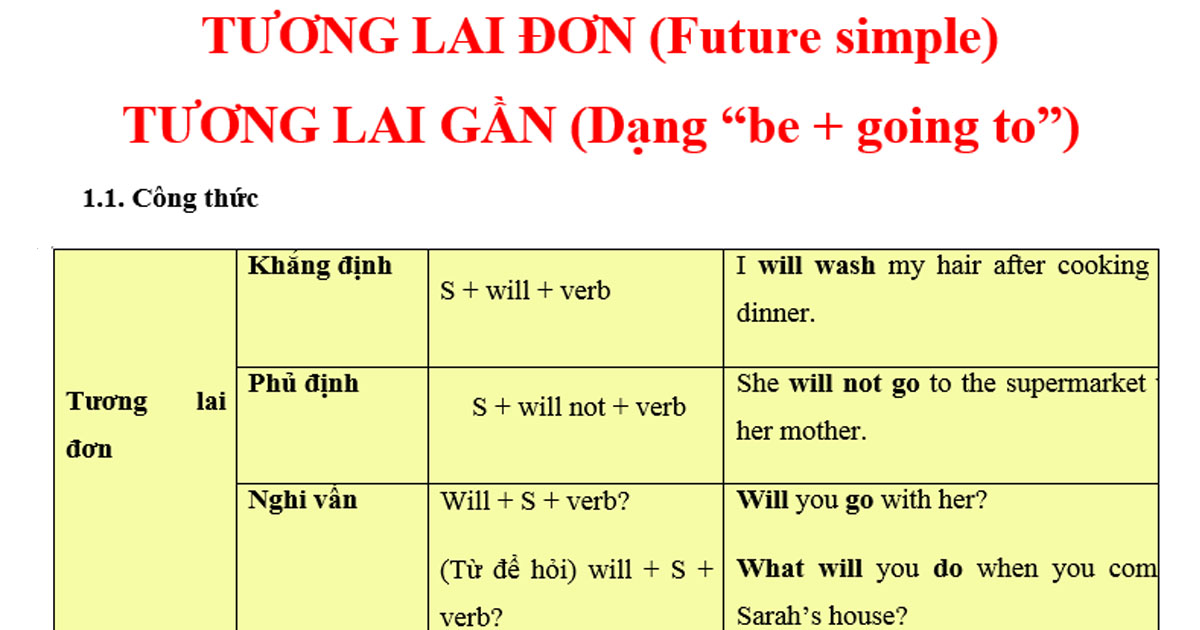 TƯƠNG LAI ĐƠN (Future simple)
TƯƠNG LAI GẦN (Dạng “be + going to”)
1.1. Công thức
Tương lai
đơn
Khẳng định
S + will + verb
I will wash my hair after cooking
dinner.
Phủ định
S + will not + verb
She will not go to the supermarket
her mother.
Nghi vấn
Will + S + verb?
(Từ để hỏi) will + S +
verb?
Will you go with her?
What will you do when you com
Sarah’s house?